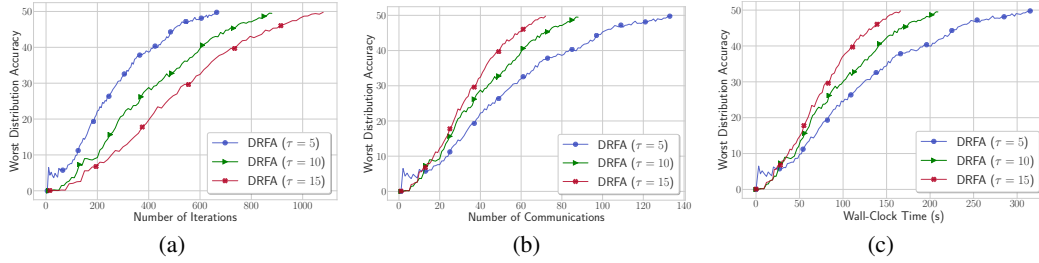 Worst Distribution Accuracy
50
40
30
20
10
0
DRFA (τ = 5)
DRFA (τ = 10)
DRFA (τ = 15)
0 200 400 600 800 1000
Number of Iterations
(a)
Worst Distribution Accuracy
50
40
30
20
10
0
DRFA (τ = 5)
DRFA (τ = 10)
DRFA (τ = 15)
0 20 40 60 80 100 120 140
Number of Communications
(b)
Worst Distribution Accuracy
50
40
30
20
10
0
DRFA (τ = 5)
DRFA (τ = 10)
DRFA (τ = 15)
0 50 100 150 200 250 300
Wall-Clock Time (s)
(c)